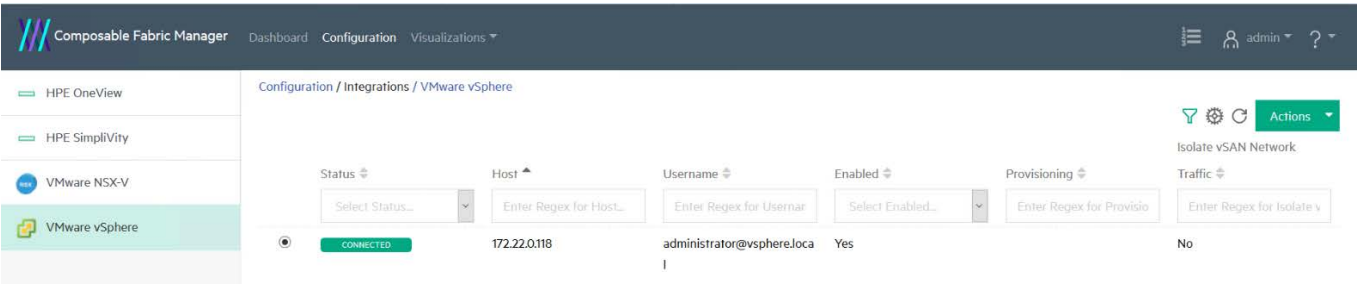 Composable Fabric Manager Dashboard Configuration Visualizations admin ?
HPE OneView
HPE SimpliVity
NSX VMware NSX-V
VMware vSphere
Configuration / Integrations / VMware vSphere
Actions
Isolate vSAN Network
Status Host Username Enabled Provisioning Traffic
Select Status... Enter Regex for Host... Enter Regex for Usernar Select Enabled... Enter Regex for Provisio Enter Regex for Isolate v
CONNECTED 172.22.0.118 administrator@vsphere.loca Yes No
l